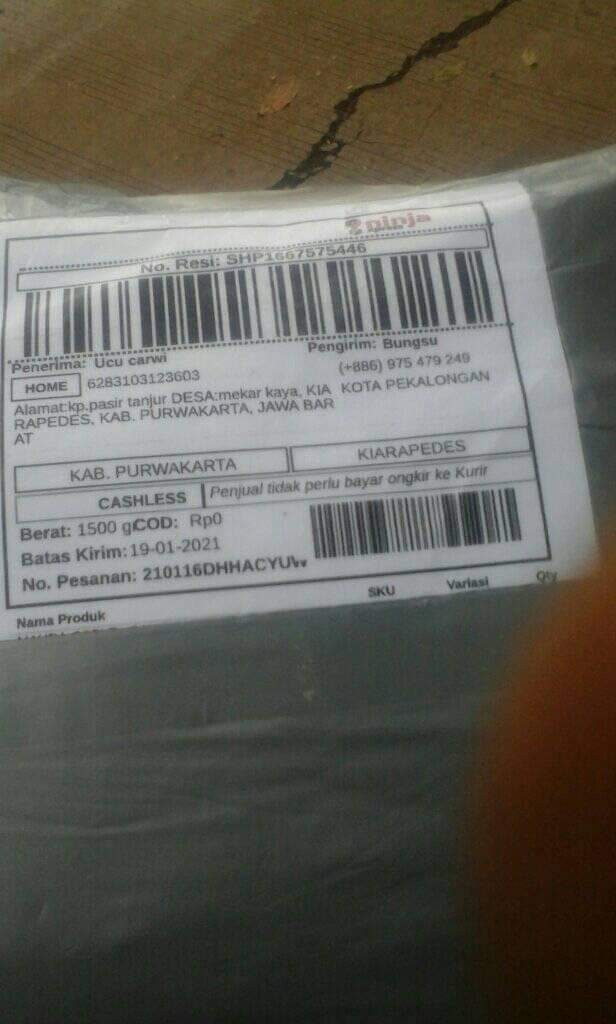 ninja
No. Resi: SHP1667575446
Penerima: Ucu carwi
Pengirim: Bungsu
HOME 6283103123603
(+886) 975 479 249
KOTA PEKALONGAN
Alamat:kp.pasir tanjur DESA:mekar kaya, KIA
RAPEDES, KAB. PURWAKARTA, JAWA BAR
AT
KAB. PURWAKARTA
KIARAPEDES
CASHLESS
Penjual tidak perlu bayar ongkir ke Kurir
Berat: 1500 gr
COD: Rp0
Batas Kirim: 19-01-2021
No. Pesanan: 210116DHHACYU
Nama Produk
SKU
Variasi
Qty